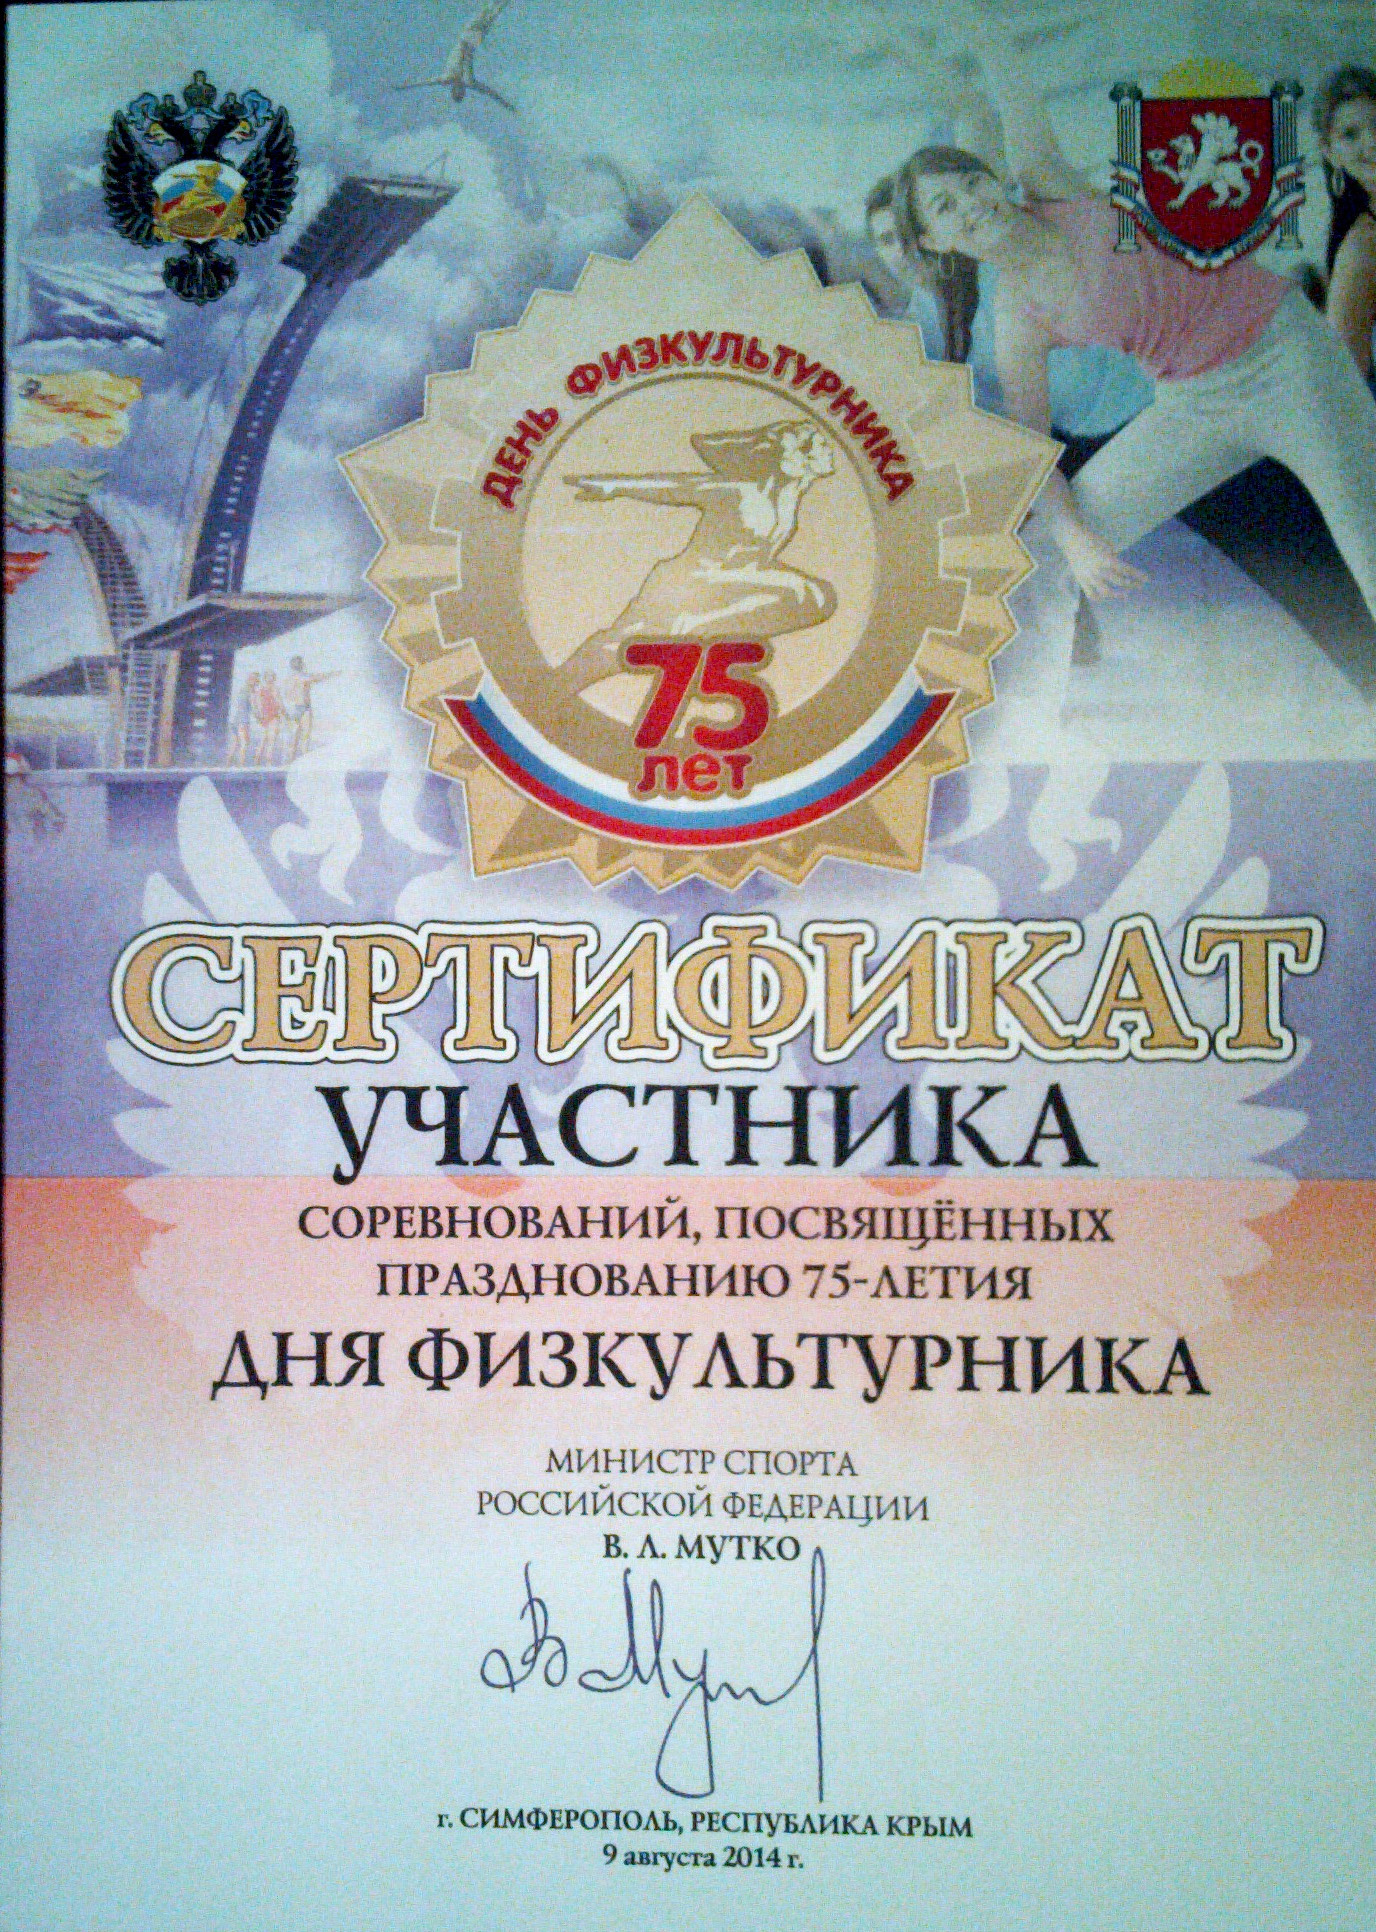 ДЕНЬ ФИЗКУЛЬТУРНИКА
75
лет
СЕРТИФИКАТ
УЧАСТНИКА
СОРЕВНОВАНИЙ, ПОСВЯЩЁННЫХ
ПРАЗДНОВАНИЮ 75-ЛЕТИЯ
ДНЯ ФИЗКУЛЬТУРНИКА
МИНИСТР СПОРТА
РОССИЙСКОЙ ФЕДЕРАЦИИ
В. Л. МУТКО
г. СИМФЕРОПОЛЬ, РЕСПУБЛИКА КРЫМ
9 августа 2014 г.